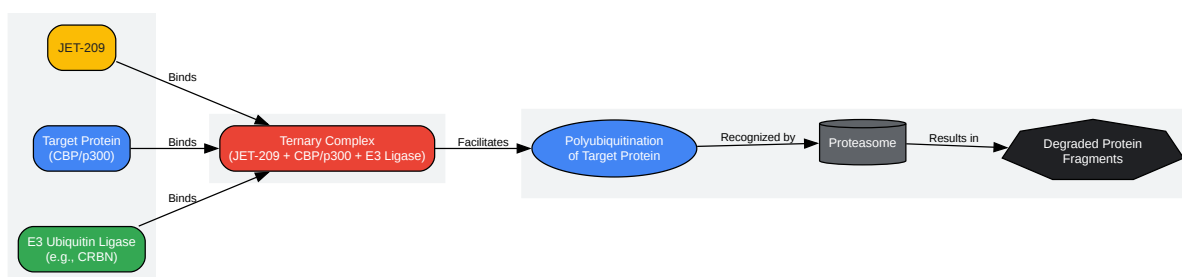 JET-209
Binds
Target Protein
(CBP/p300)
Binds
E3 Ubiquitin Ligase
(e.g., CRBN)
Binds
Ternary Complex
(JET-209 + CBP/p300 + E3 Ligase)
Facilitates
Polyubiquitination
of Target Protein
Recognized by
Proteasome
Results in
Degraded Protein
Fragments